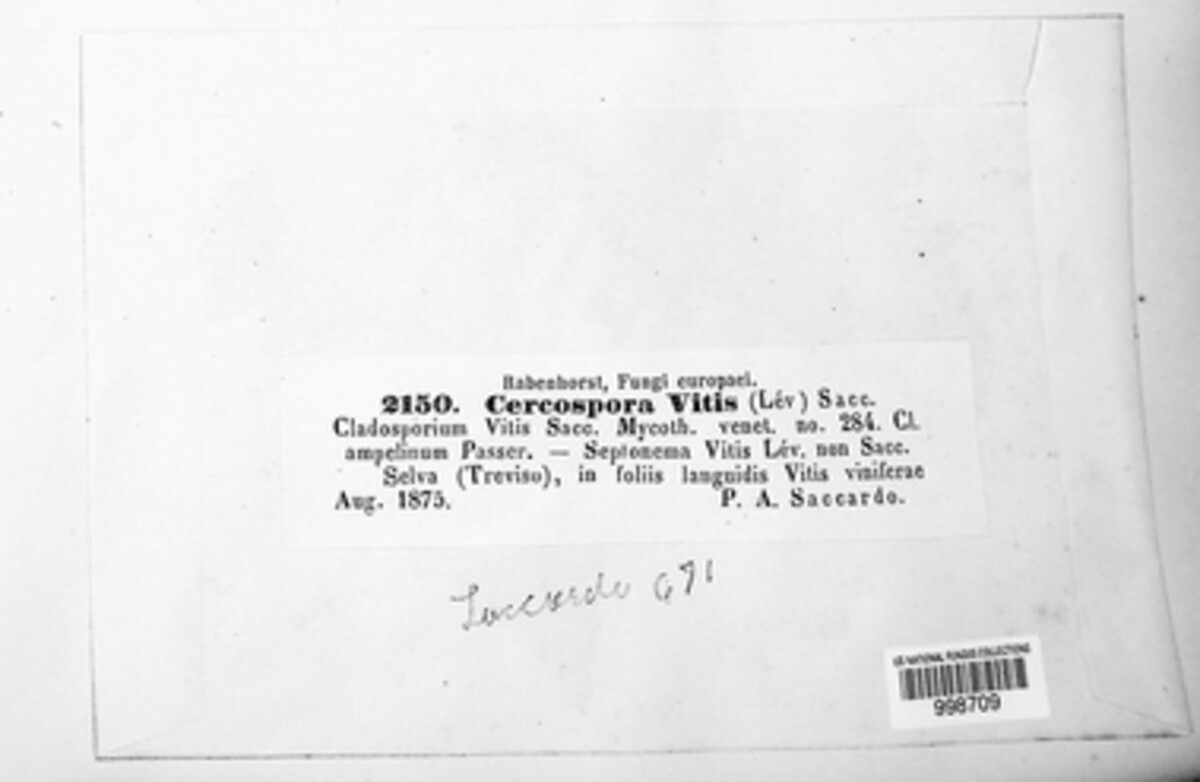 Rabenhorst, Fungi europaei.
2150. Cercospora Vitis (Lév) Sacc.
Cladosporium Vitis Sacc. Mycoth. venet. no. 284. Cl.
ampelinum Passer. — Septonema Vitis Lév. non Sacc.
Selva (Treviso), in foliis languidis Vitis viniferae
Aug. 1875. P. A. Saccardo.
Saccardo 671
US NATIONAL FUNGUS COLLECTIONS
998709